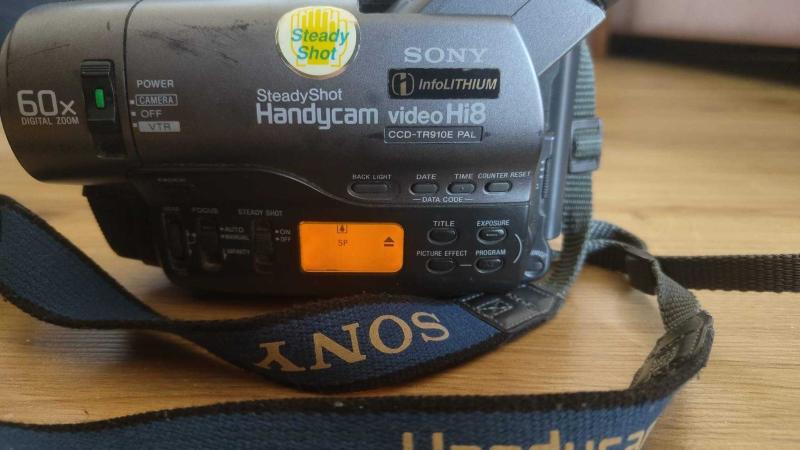 Steady
Shot
SONY
InfoLITHIUM
60x
DIGITAL ZOOM
POWER
CAMERA
OFF
VTR
SteadyShot
Handycam video Hi8
CCD-TR910E PAL
BACK LIGHT
DATE
TIME
COUNTER RESET
DATA CODE
FOCUS
STEADY SHOT
AUTO
MANUAL
INFINITY
ON
OFF
SP
TITLE
EXPOSURE
PICTURE EFFECT
PROGRAM
SONY
Handycam